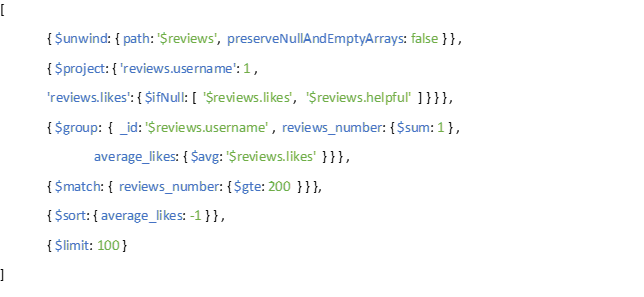 [
{ $unwind: { path: '$reviews', preserveNullAndEmptyArrays: false } } ,
{ $project: { 'reviews.username': 1 ,
'reviews.likes': { $ifNull: [ '$reviews.likes', '$reviews.helpful' ] } } } ,
{ $group: { _id: '$reviews.username' , reviews_number: { $sum: 1 } ,
average_likes: { $avg: '$reviews.likes' } } } ,
{ $match: { reviews_number: { $gte: 200 } } },
{ $sort: { average_likes: -1 } } ,
{ $limit: 100 }
]